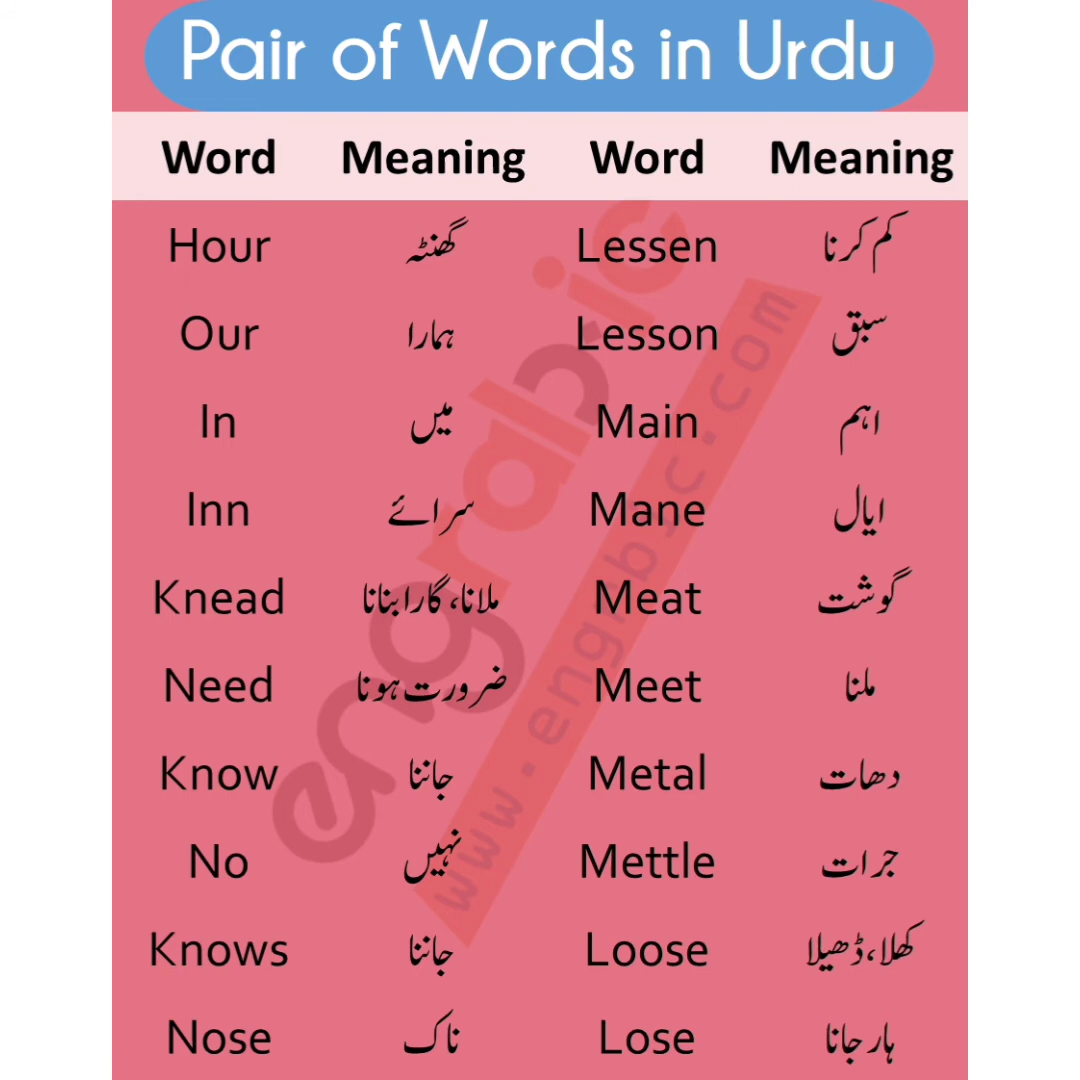 Pair of Words in Urdu
Word Meaning Word Meaning
Hour گھنٹہ Lessen کم کرنا
Our ہمارا Lesson سبق
In میں Main اہم
Inn سرائے Mane ایال
Knead ملانا، گارا بنانا Meat گوشت
Need ضرورت ہونا Meet ملنا
Know جاننا Metal دھات
No نہیں Mettle جرات
Knows جاننا Loose کھلا، ڈھیلا
Nose ناک Lose ہار جانا
engrabic
www.engrabic.com